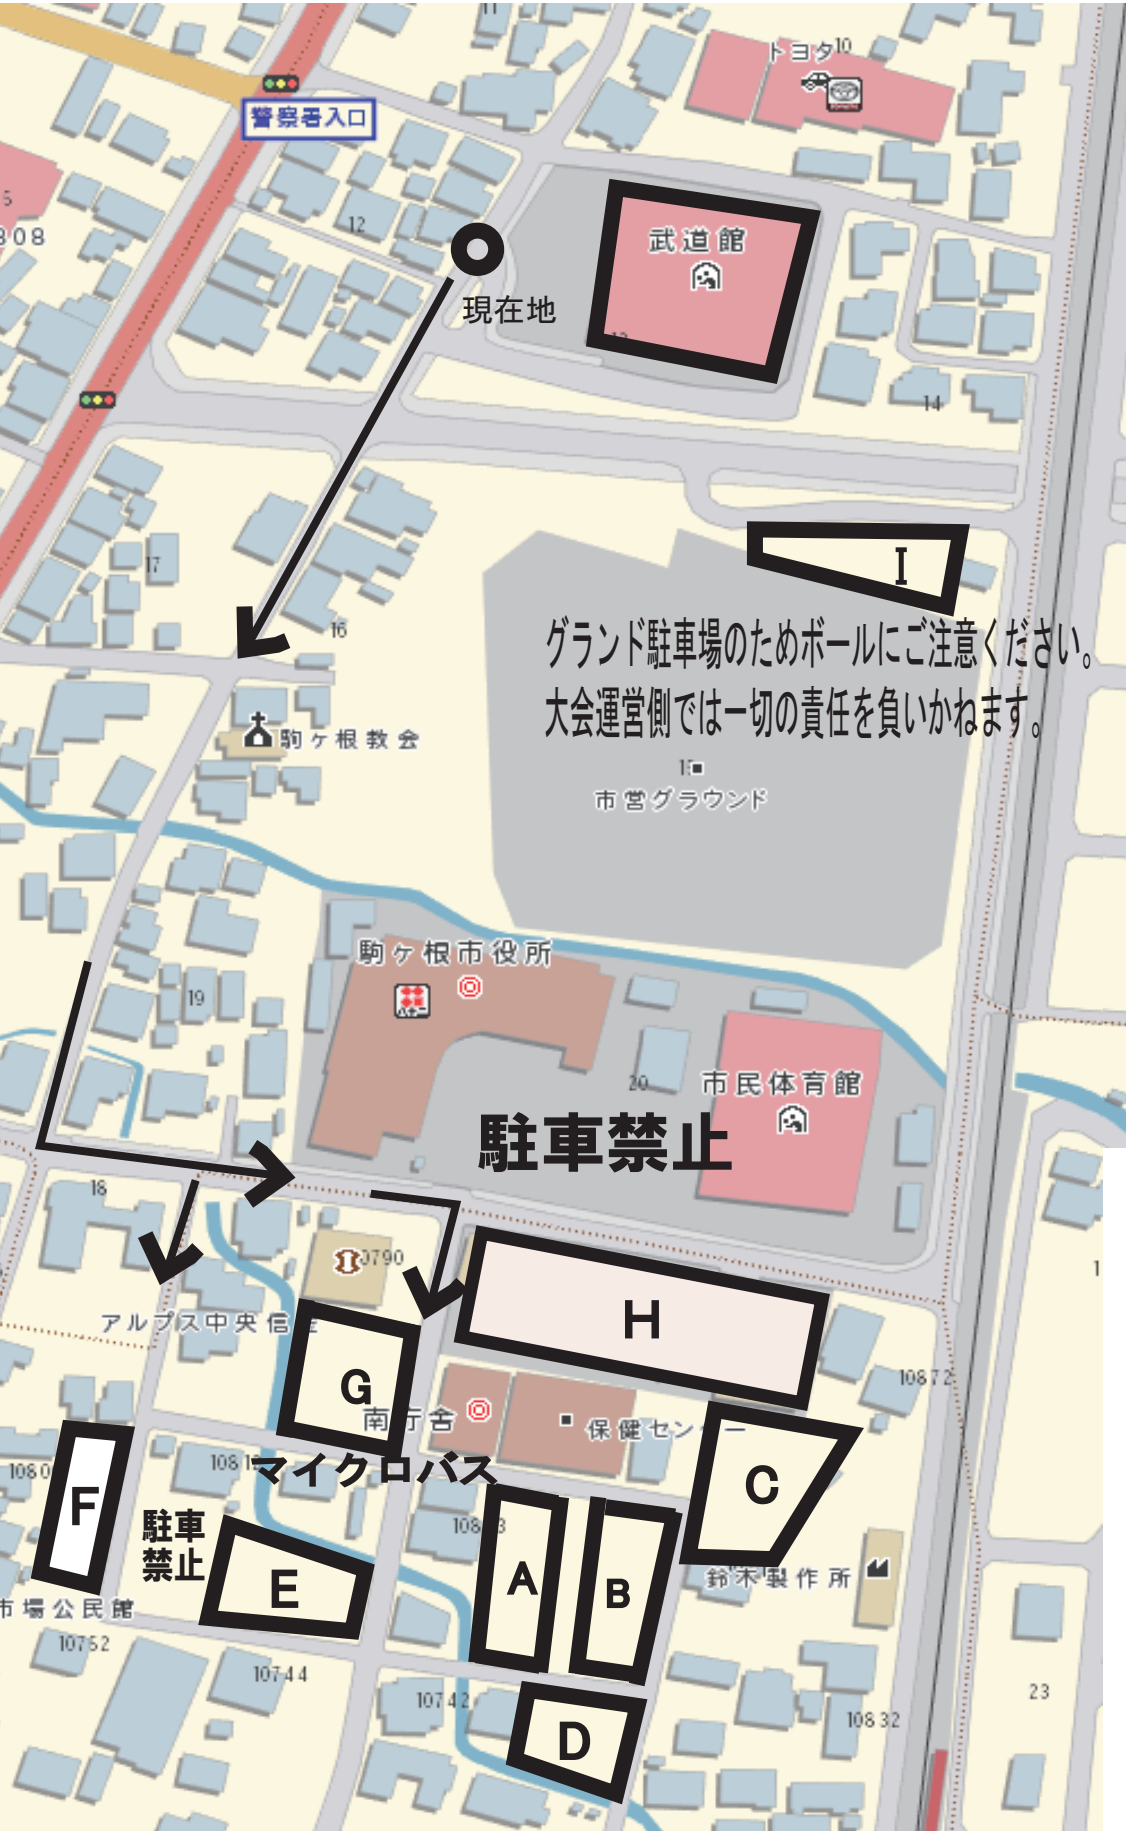 11
トヨタ
10
警察署入口
5
308
12
武道館
現在地
13
14
17
16
I
グランド駐車場のためボールにご注意ください。
大会運営側では一切の責任を負いかねます。
駒ヶ根教会
15
市営グラウンド
駒ヶ根市役所
19
20
市民体育館
駐車禁止
18
0790
アルプス中央信金
H
G
南庁舎
保健センター
10872
マイクロバス
C
F
駐車
禁止
E
A
B
鈴木製作所
市場公民館
10752
10744
10742
D
10832
23